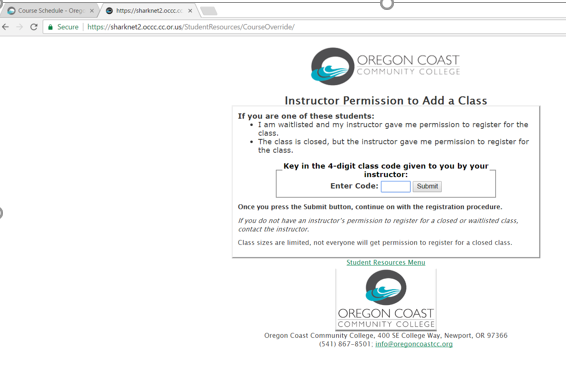 Course Schedule - Oreg
https://sharknet2.occc.cc
Secure
https://sharknet2.occc.cc.or.us/StudentResources/CourseOverride/
OREGON COAST
COMMUNITY COLLEGE
Instructor Permission to Add a Class
If you are one of these students:
• I am waitlisted and my instructor gave me permission to register for the
class.
• The class is closed, but the instructor gave me permission to register for
the class.
Key in the 4-digit class code given to you by your
instructor:
Enter Code: Submit
Once you press the Submit button, continue on with the registration procedure.
If you do not have an instructor's permission to register for a closed or waitlisted class,
contact the instructor.
Class sizes are limited, not everyone will get permission to register for a closed class.
Student Resources Menu
OREGON COAST
COMMUNITY COLLEGE
Oregon Coast Community College, 400 SE College Way, Newport, OR 97366
(541) 867-8501, info@oregoncoastcc.org